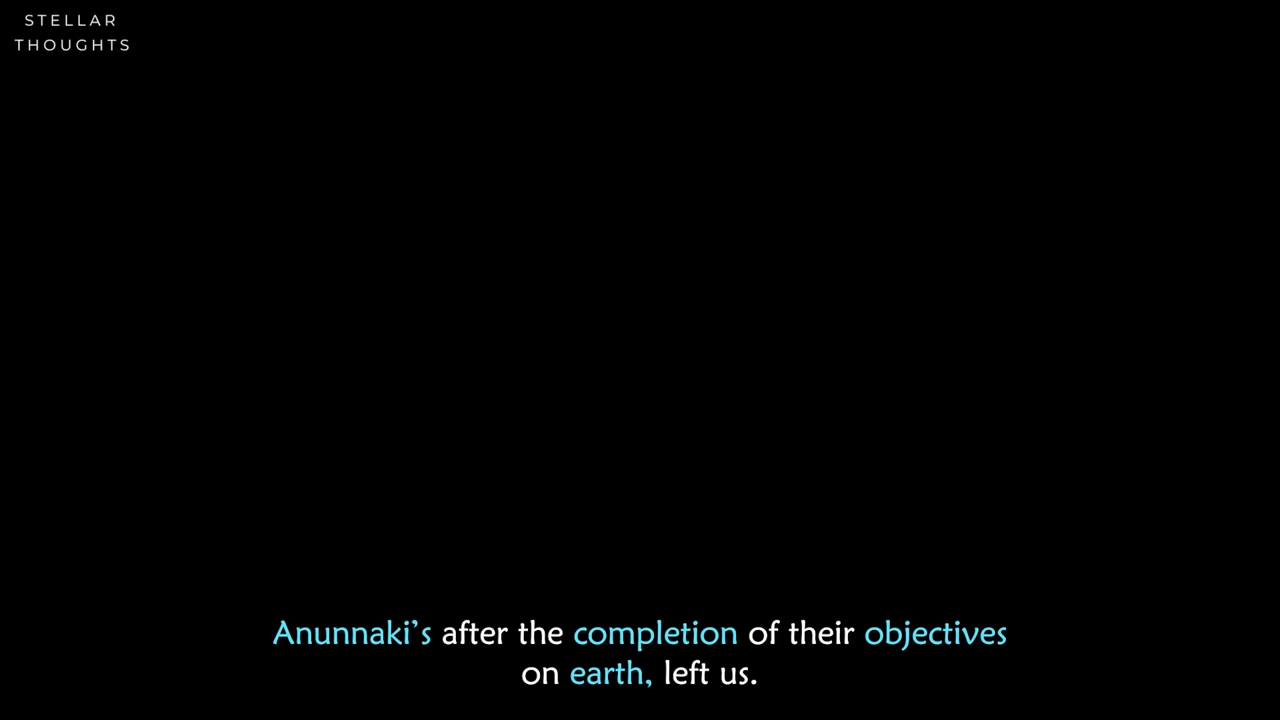 STELLAR
THOUGHTS
Anunnaki’s after the completion of their objectives
on earth, left us.